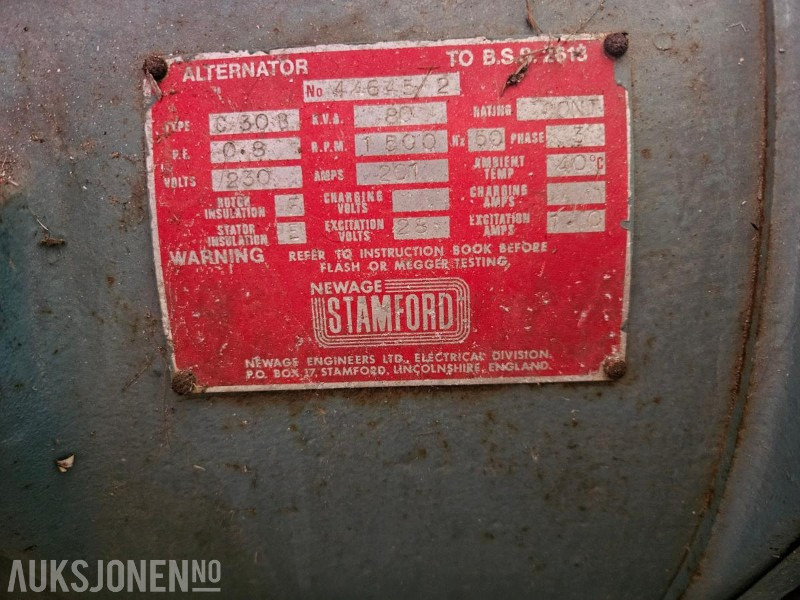 ALTERNATOR TO B.S.S. 2613
No 44645/2
TYPE C 30B K.V.A. 80 RATING CONT
P.F. 0.8 R.P.M. 1500 Hz 50 PHASE 3
VOLTS 230 AMPS 201 AMBIENT TEMP 40°C
ROTOR INSULATION CHARGING VOLTS CHARGING AMPS
STATOR INSULATION E EXCITATION VOLTS 28 EXCITATION AMPS
WARNING REFER TO INSTRUCTION BOOK BEFORE
FLASH OR MEGGER TESTING,
NEWAGE
STAMFORD
NEWAGE ENGINEERS LTD., ELECTRICAL DIVISION.
P.O. BOX 17, STAMFORD, LINCOLNSHIRE, ENGLAND.
AUKSJONEN.NO